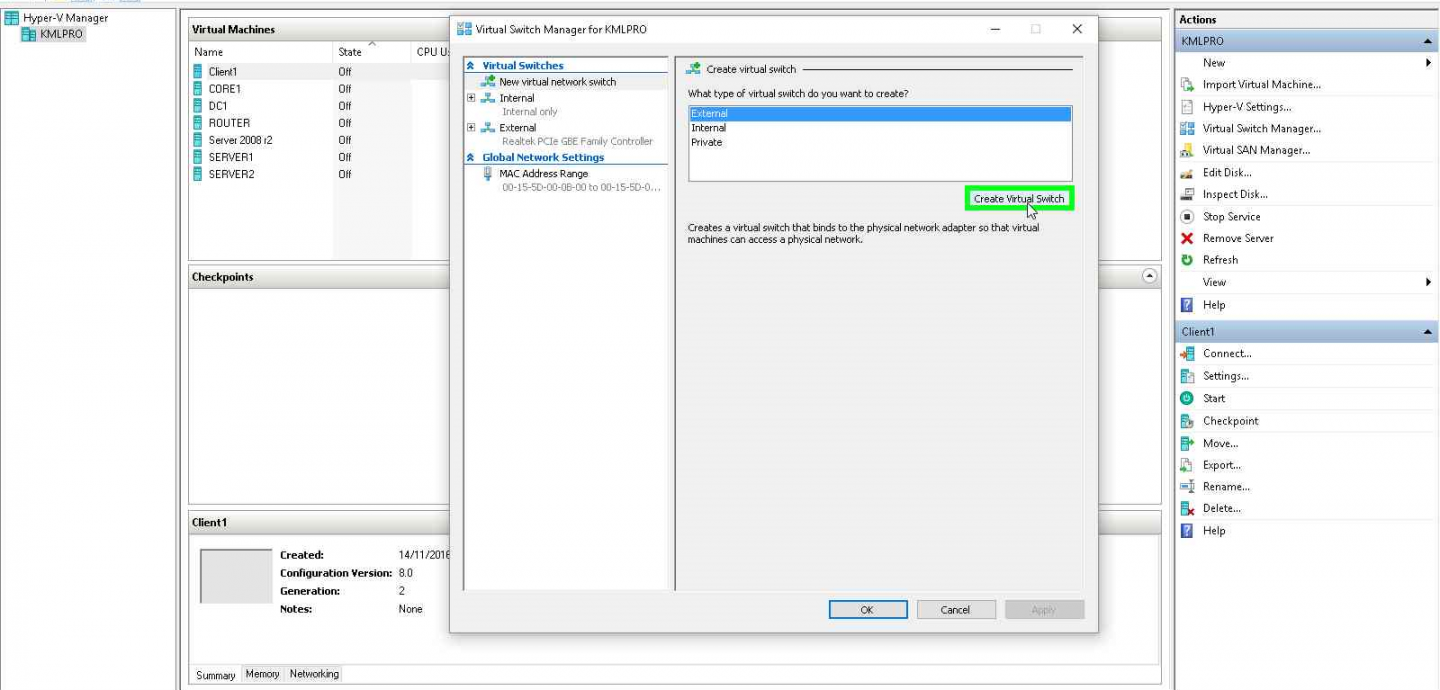 Hyper-V Manager
KMLPRO
Virtual Machines
Name State CPU U
Client1 Off
CORE1 Off
DC1 Off
ROUTER Off
Server 2008 r2 Off
SERVER1 Off
SERVER2 Off
Checkpoints
Client1
Created: 14/11/2016
Configuration Version: 8.0
Generation: 2
Notes: None
Summary Memory Networking
Virtual Switch Manager for KMLPRO
Virtual Switches
New virtual network switch
Internal
Internal only
External
Realtek PCIe GBE Family Controller
Global Network Settings
MAC Address Range
00-15-5D-00-0B-00 to 00-15-5D-0...
Create virtual switch
What type of virtual switch do you want to create?
External
Internal
Private
Create Virtual Switch
Creates a virtual switch that binds to the physical network adapter so that virtual
machines can access a physical network.
OK Cancel Apply
Actions
KMLPRO
New
Import Virtual Machine...
Hyper-V Settings...
Virtual Switch Manager...
Virtual SAN Manager...
Edit Disk...
Inspect Disk...
Stop Service
Remove Server
Refresh
View
Help
Client1
Connect...
Settings...
Start
Checkpoint
Move...
Export...
Rename...
Delete...
Help